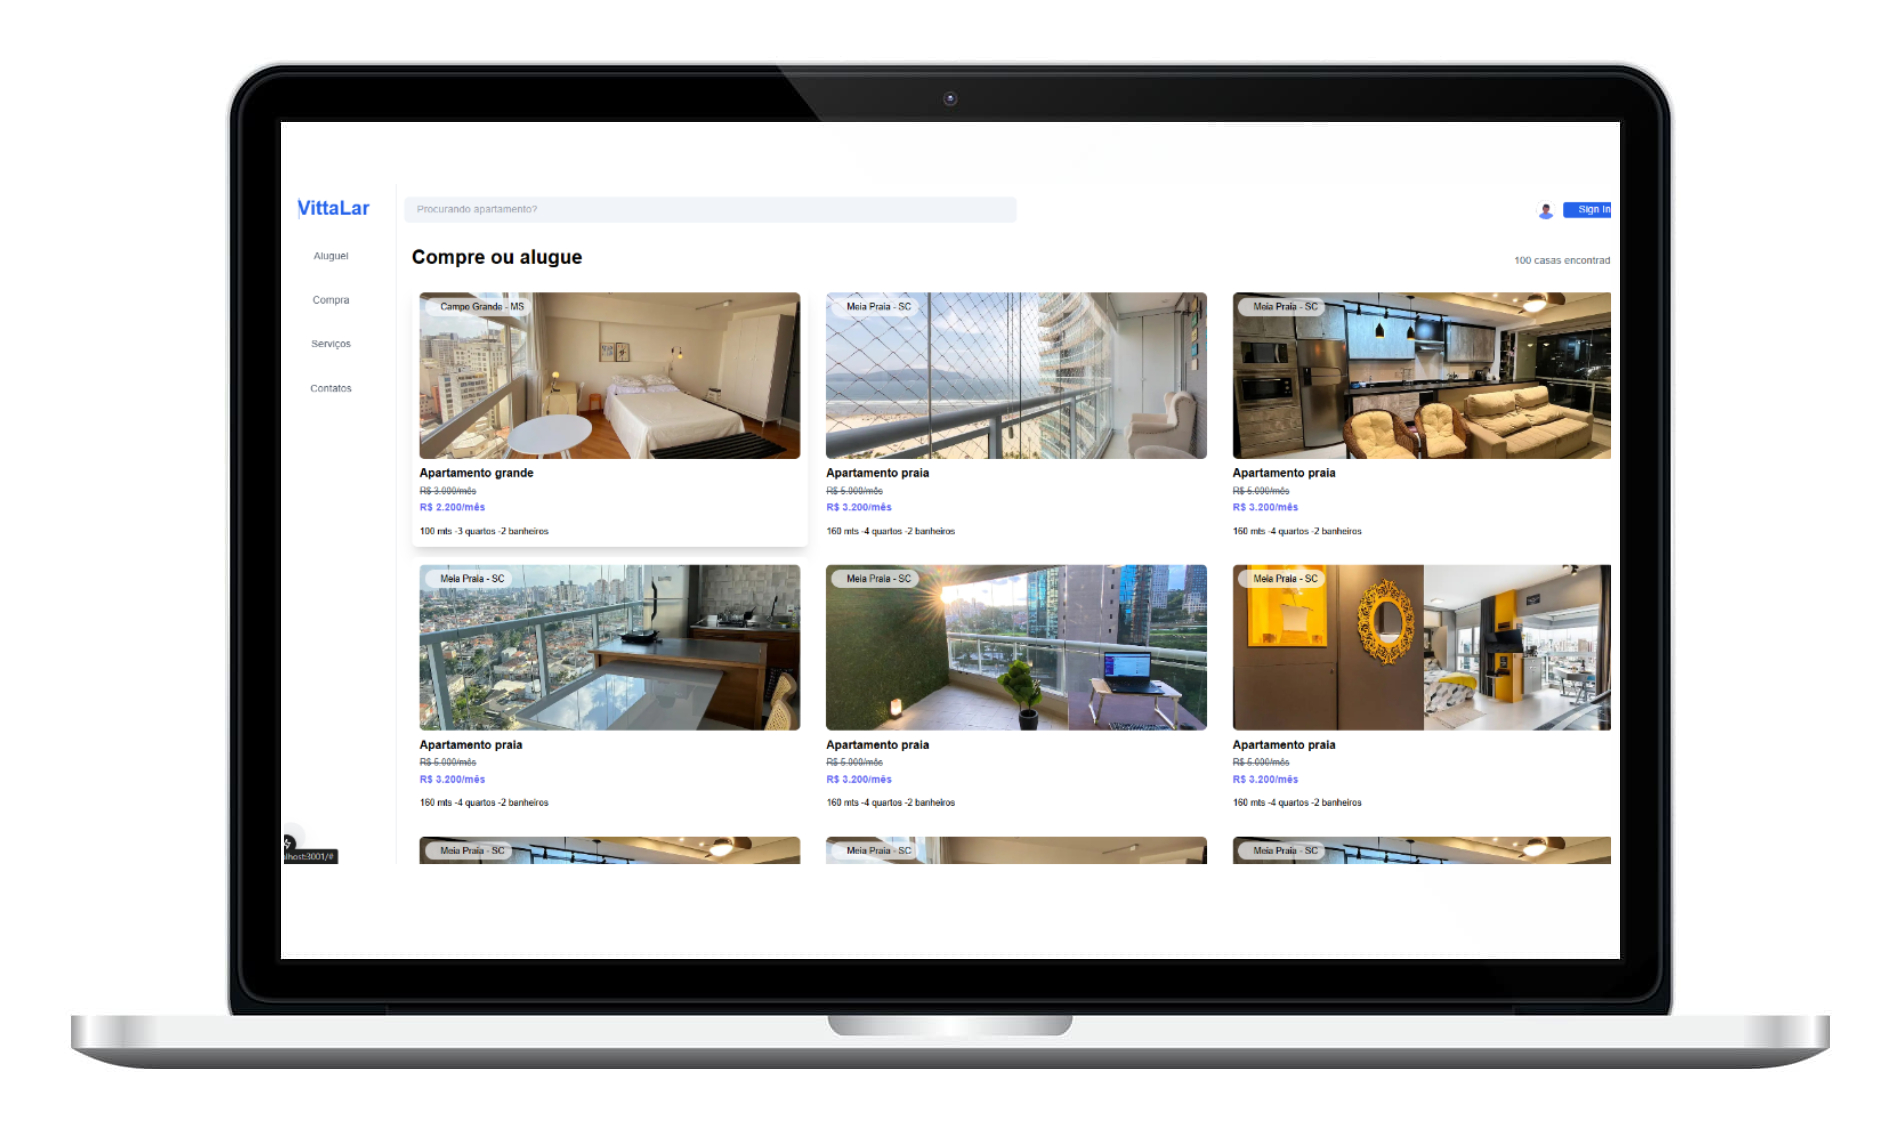 VittaLar
Procurando apartamento?
Sign In
Aluguel
Compra
Serviços
Contatos
Compre ou alugue
100 casas encontrad
Campo Grande - MS
Apartamento grande
R$ 3.000/mês
R$ 2.200/mês
100 mts -3 quartos -2 banheiros
Meia Praia - SC
Apartamento praia
R$ 5.000/mês
R$ 3.200/mês
160 mts -4 quartos -2 banheiros
Meia Praia - SC
Apartamento praia
R$ 5.000/mês
R$ 3.200/mês
160 mts -4 quartos -2 banheiros
Meia Praia - SC
Apartamento praia
R$ 5.000/mês
R$ 3.200/mês
160 mts -4 quartos -2 banheiros
Meia Praia - SC
Apartamento praia
R$ 5.000/mês
R$ 3.200/mês
160 mts -4 quartos -2 banheiros
Meia Praia - SC
Apartamento praia
R$ 5.000/mês
R$ 3.200/mês
160 mts -4 quartos -2 banheiros
Meia Praia - SC
Meia Praia - SC
Meia Praia - SC
lhost:3001/#